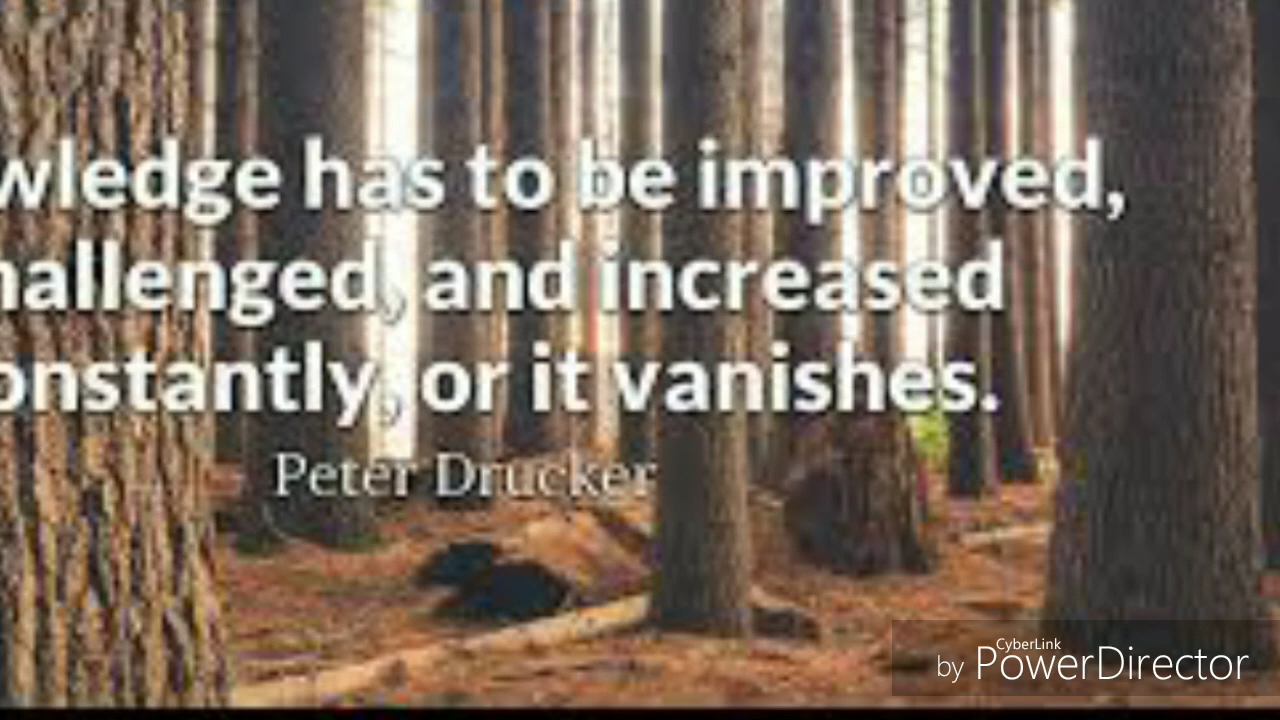 wledge has to be improved,
hallenged, and increased
onstantly, or it vanishes.
Peter Drucker
CyberLink
by PowerDirector